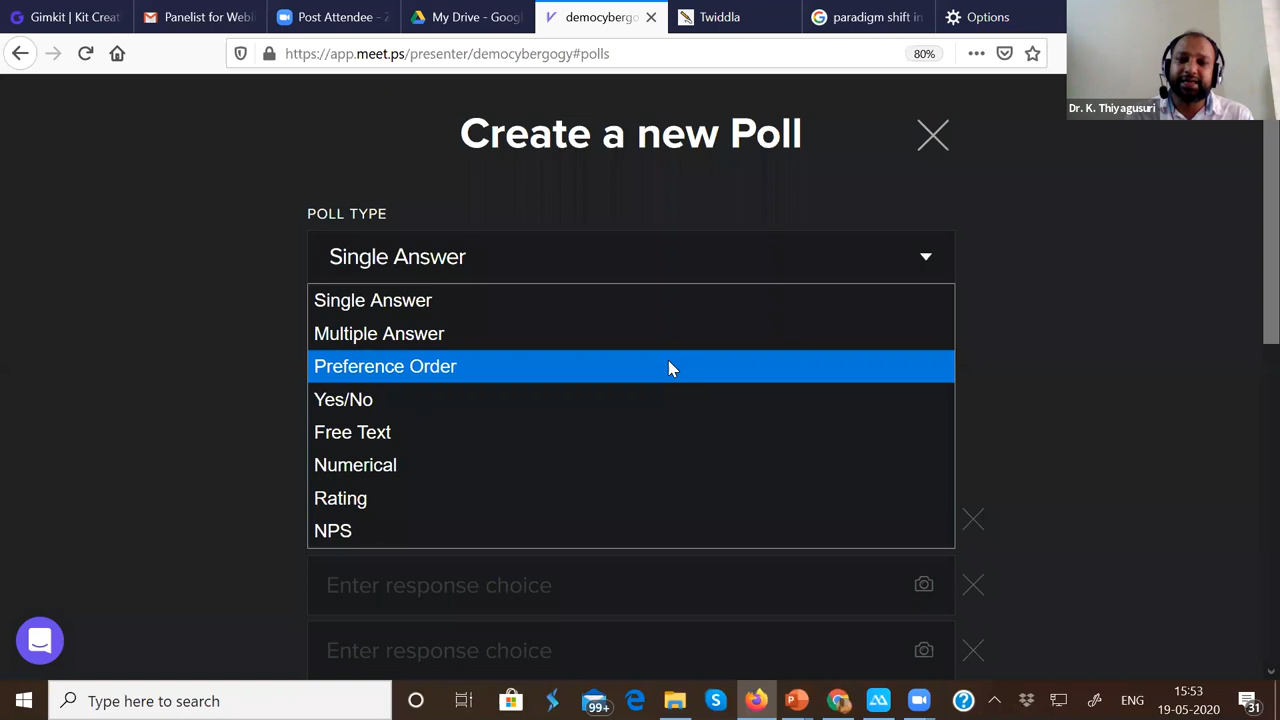 Gimkit | Kit Creat
Panelist for Webi
Post Attendee - Z
My Drive - Googl
democybergo
Twiddla
paradigm shift in
Options
https://app.meet.ps/presenter/democybergogy#polls
80%
Dr. K. Thiyagusuri
Create a new Poll
POLL TYPE
Single Answer
Single Answer
Multiple Answer
Preference Order
Yes/No
Free Text
Numerical
Rating
NPS
Enter response choice
Enter response choice
Type here to search
99+
ENG
15:53
19-05-2020
31